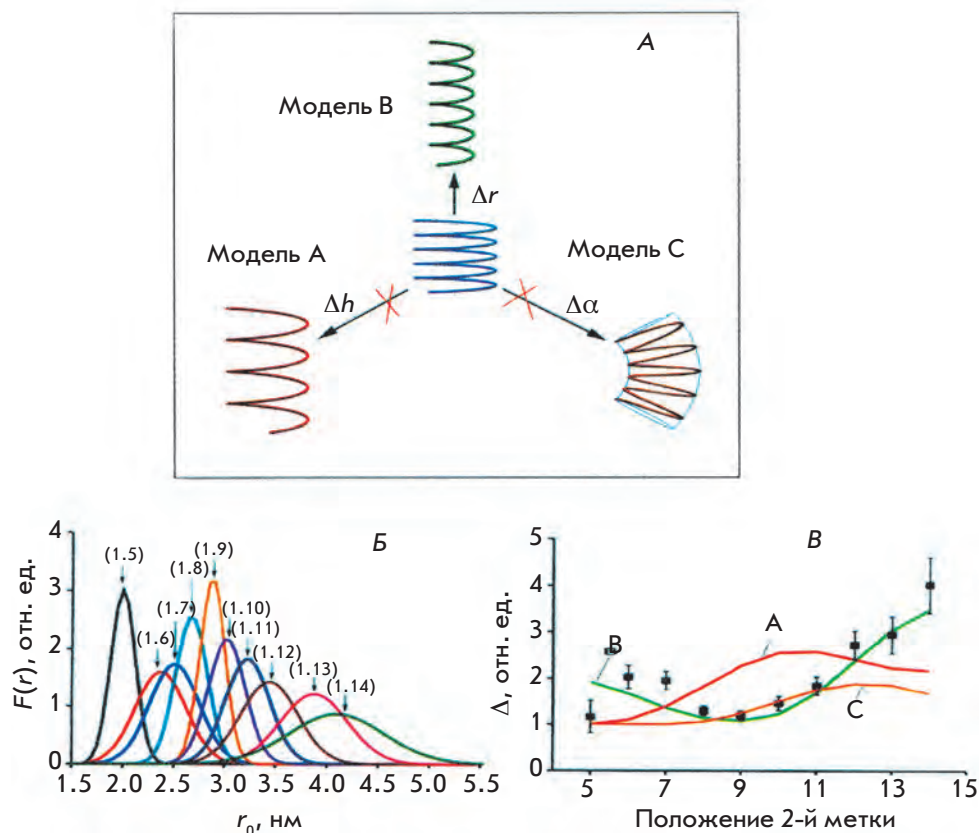 А
Модель В
Δr
Модель А
Модель С
Δh
Δα
Б
F(r), отн. ед.
4
3
2
1
0
(1.5)
(1.6)
(1.7)
(1.8)
(1.9)
(1.10)
(1.11)
(1.12)
(1.13)
(1.14)
1.5 2.0 2.5 3.0 3.5 4.0 4.5 5.0 5.5
r₀, нм
В
Δ, отн. ед.
5
4
3
2
1
0
В
А
С
5 7 9 11 13 15
Положение 2-й метки